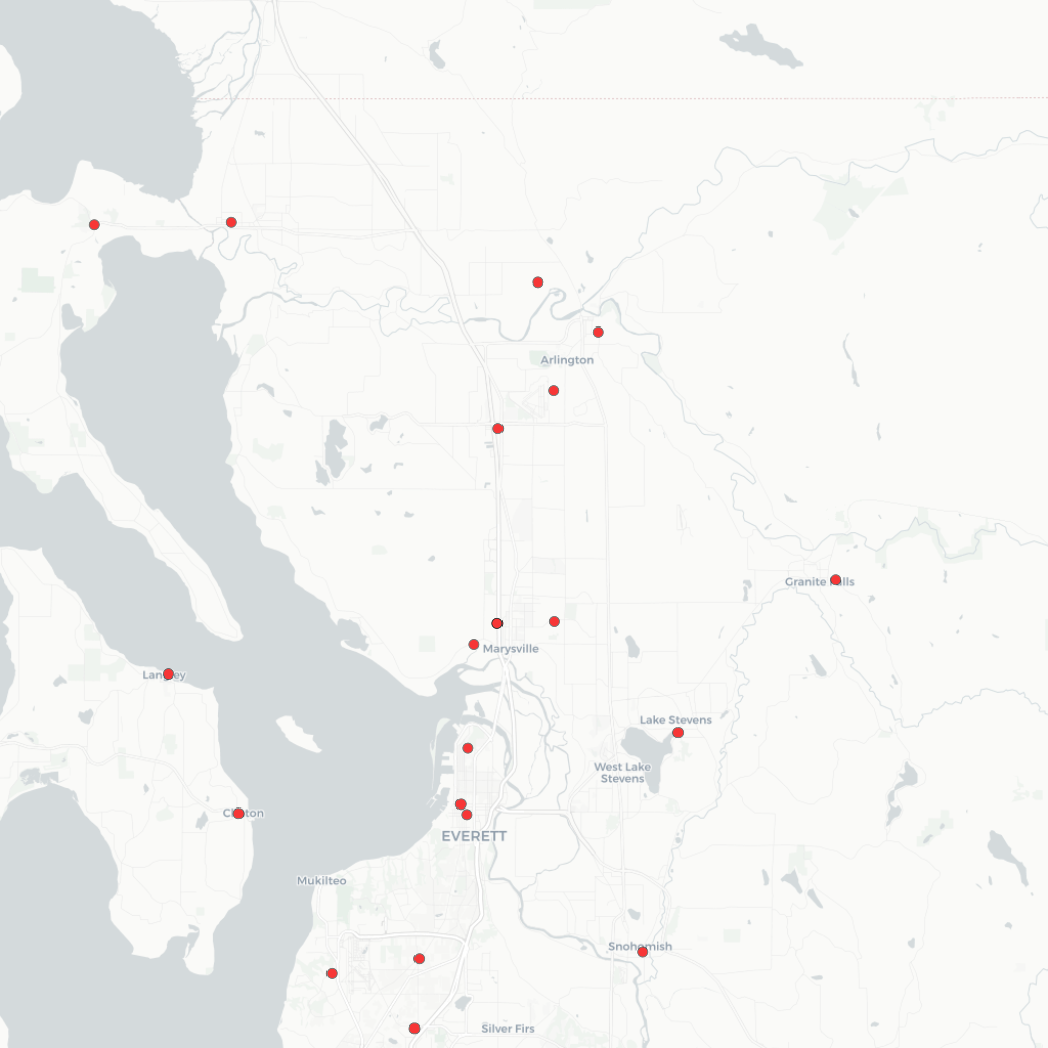 Arlington
Granite Falls
Marysville
Langley
Lake Stevens
West Lake
Stevens
Clinton
EVERETT
Mukilteo
Snohomish
Silver Firs